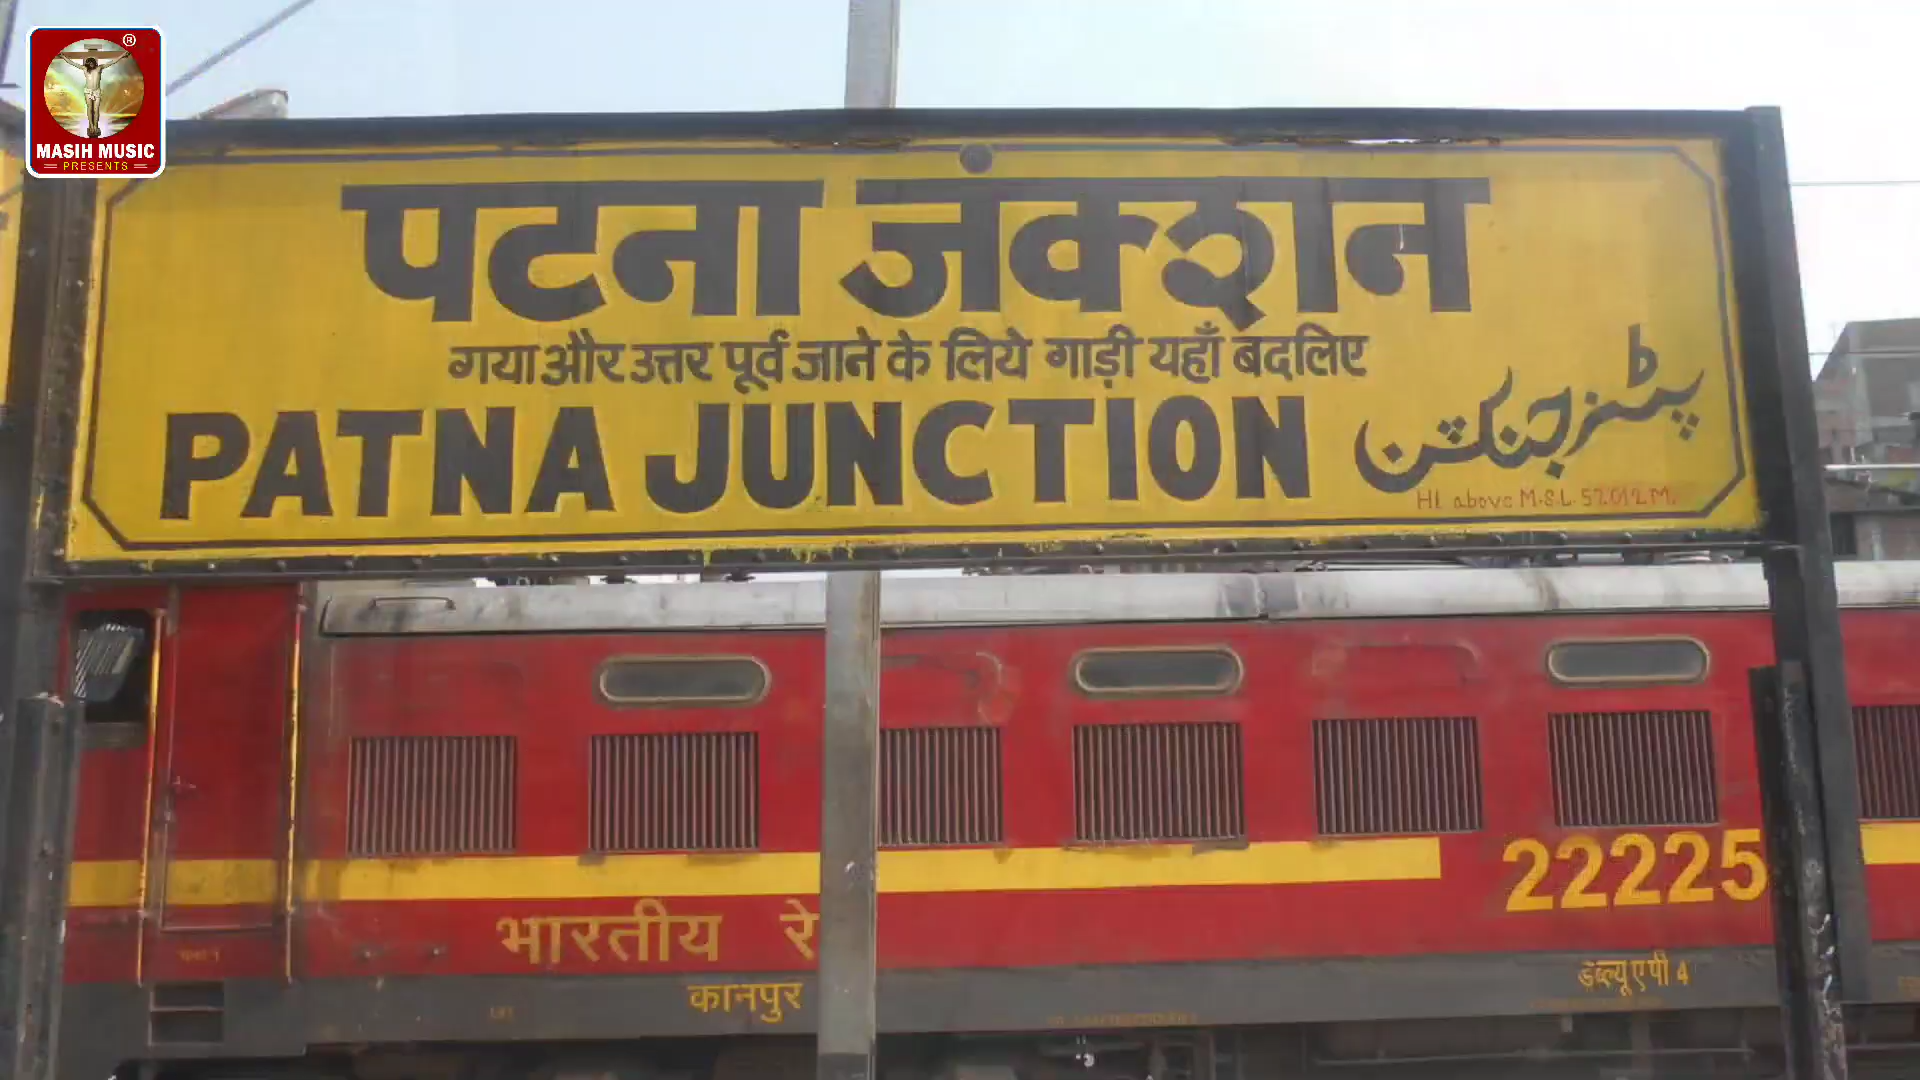 MASIH MUSIC
PRESENTS
पटना जंक्शन
गया और उत्तर पूर्व जाने के लिये गाड़ी यहाँ बदलिए
PATNA JUNCTION
پٹنہ جنکشن
Ht above M.S.L. 52.012 M.
22225
भारतीय रे
कानपुर
डब्ल्यू ए पी 4